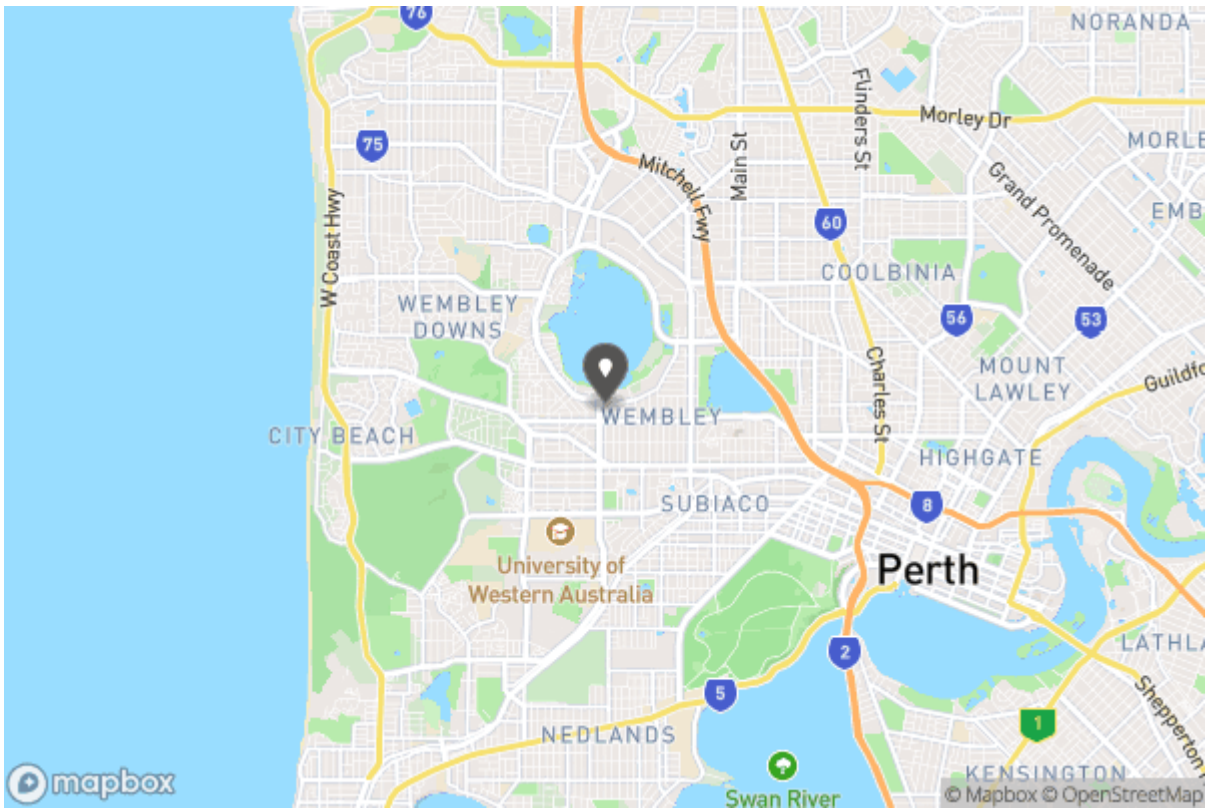 76
NORANDA
Flinders St
Morley Dr
75
Main St
MORLE
Mitchell Fwy
Grand Promenade
EMB
60
W Coast Hwy
COOLBINIA
WEMBLEY
DOWNS
56
53
Charles St
MOUNT
LAWLEY
Guildfo
WEMBLEY
CITY BEACH
HIGHGATE
SUBIACO
8
University of
Western Australia
Perth
2
LATHLA
5
Shepperton R
1
NEDLANDS
KENSINGTON
mapbox
Swan River
© Mapbox © OpenStreetMap